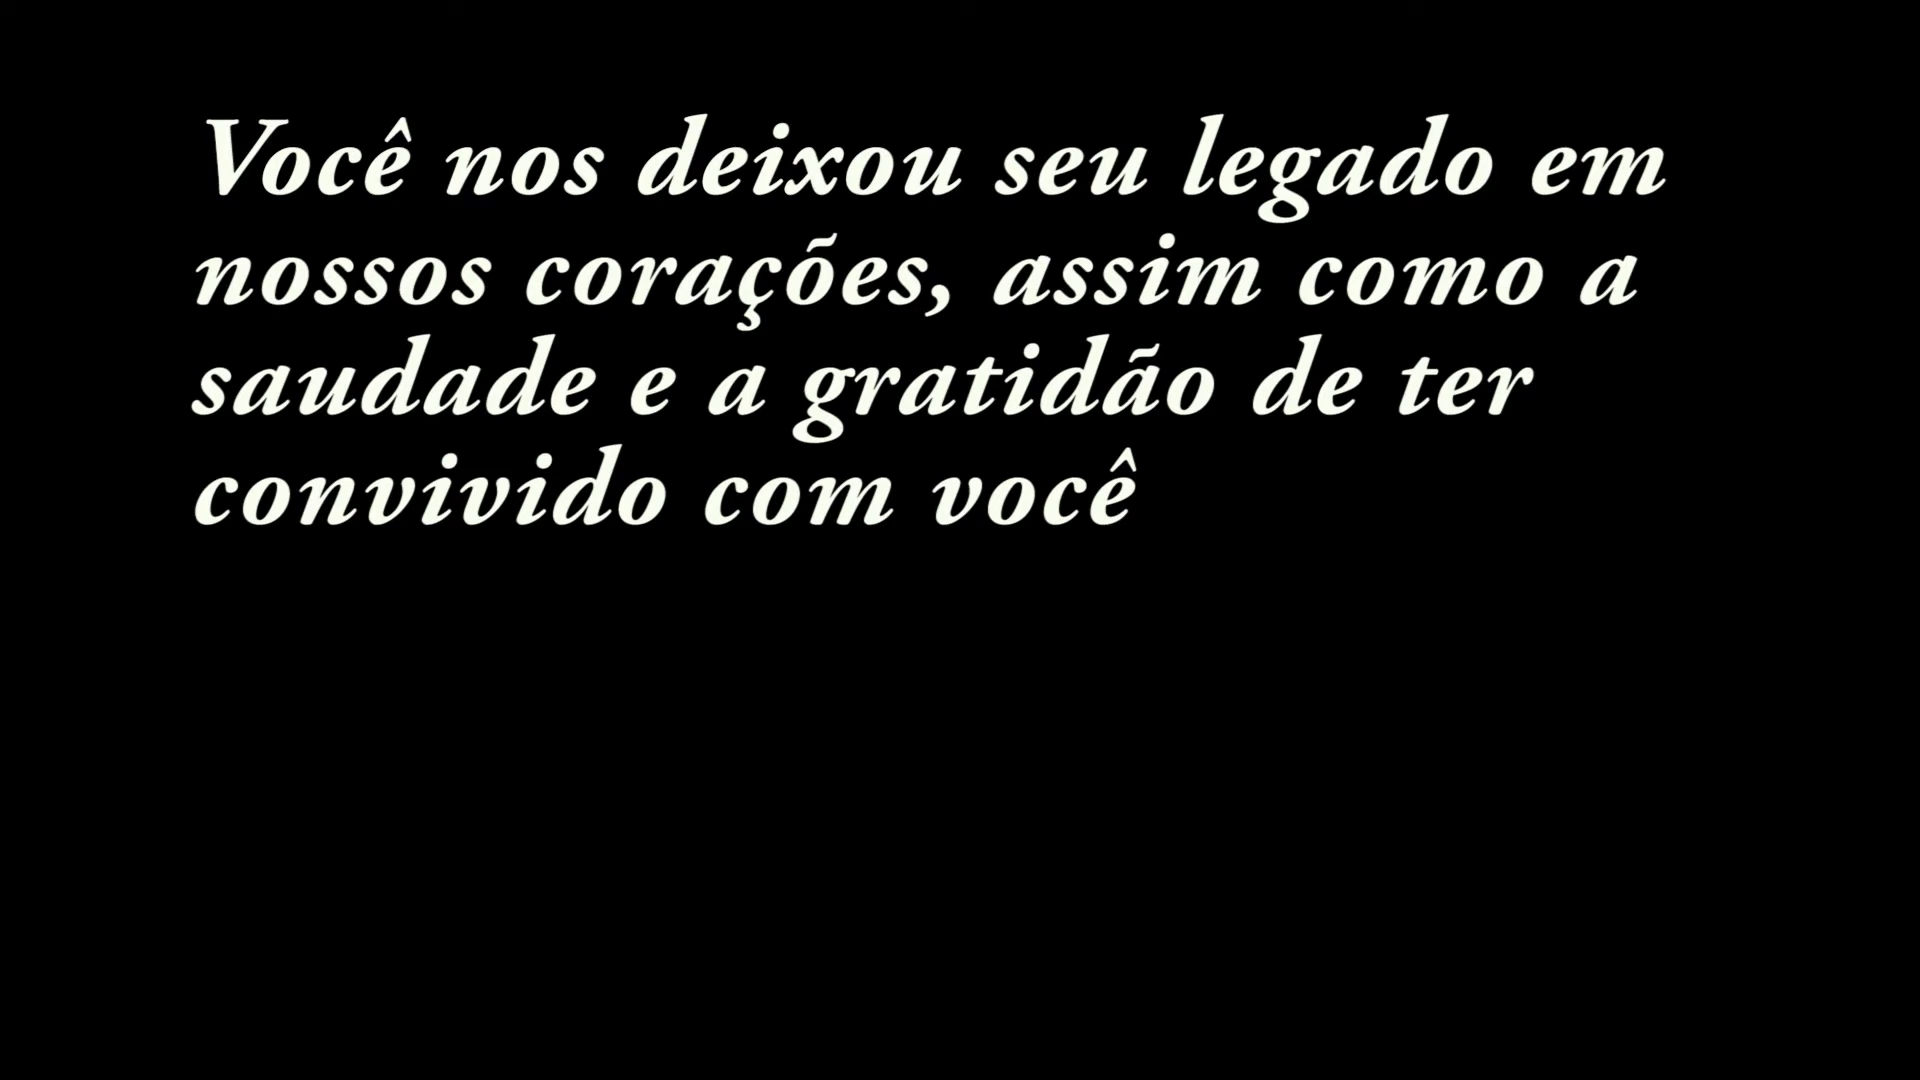 Você nos deixou seu legado em
nossos corações, assim como a
saudade e a gratidão de ter
convivido com você